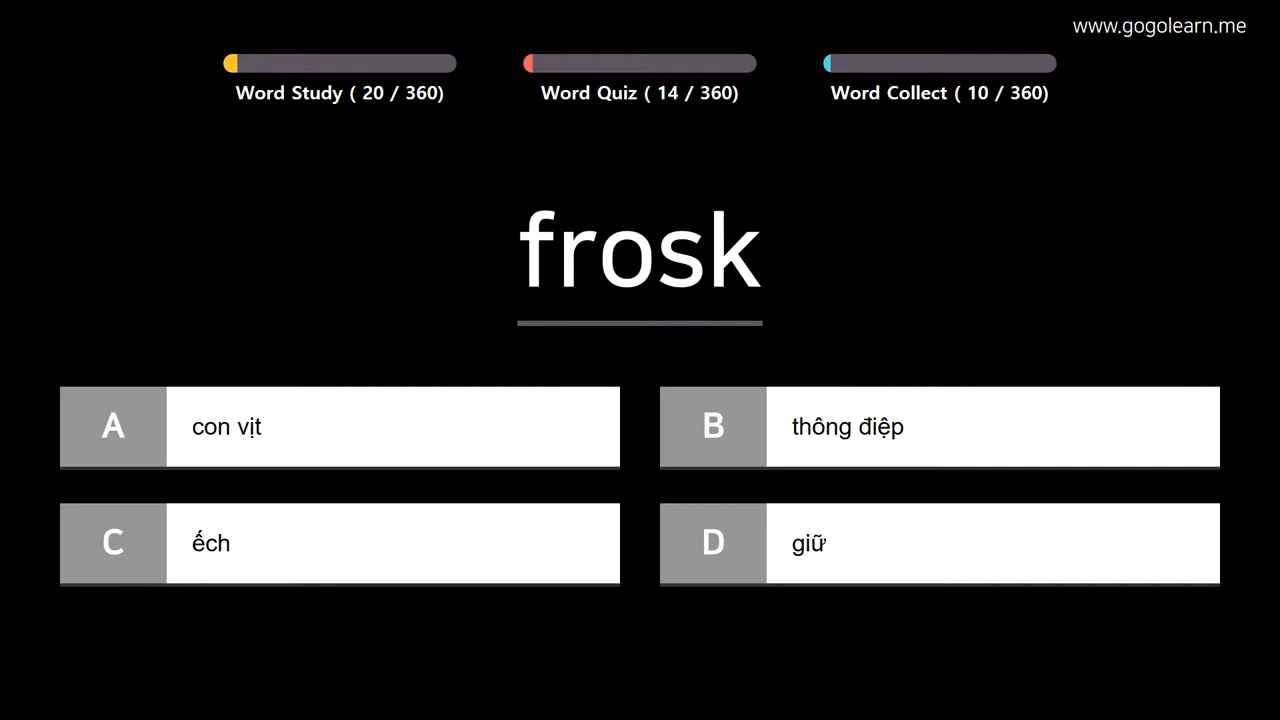 www.gogolearn.me
Word Study ( 20 / 360)
Word Quiz ( 14 / 360)
Word Collect ( 10 / 360)
frosk
A con vịt
B thông điệp
C ếch
D giữ